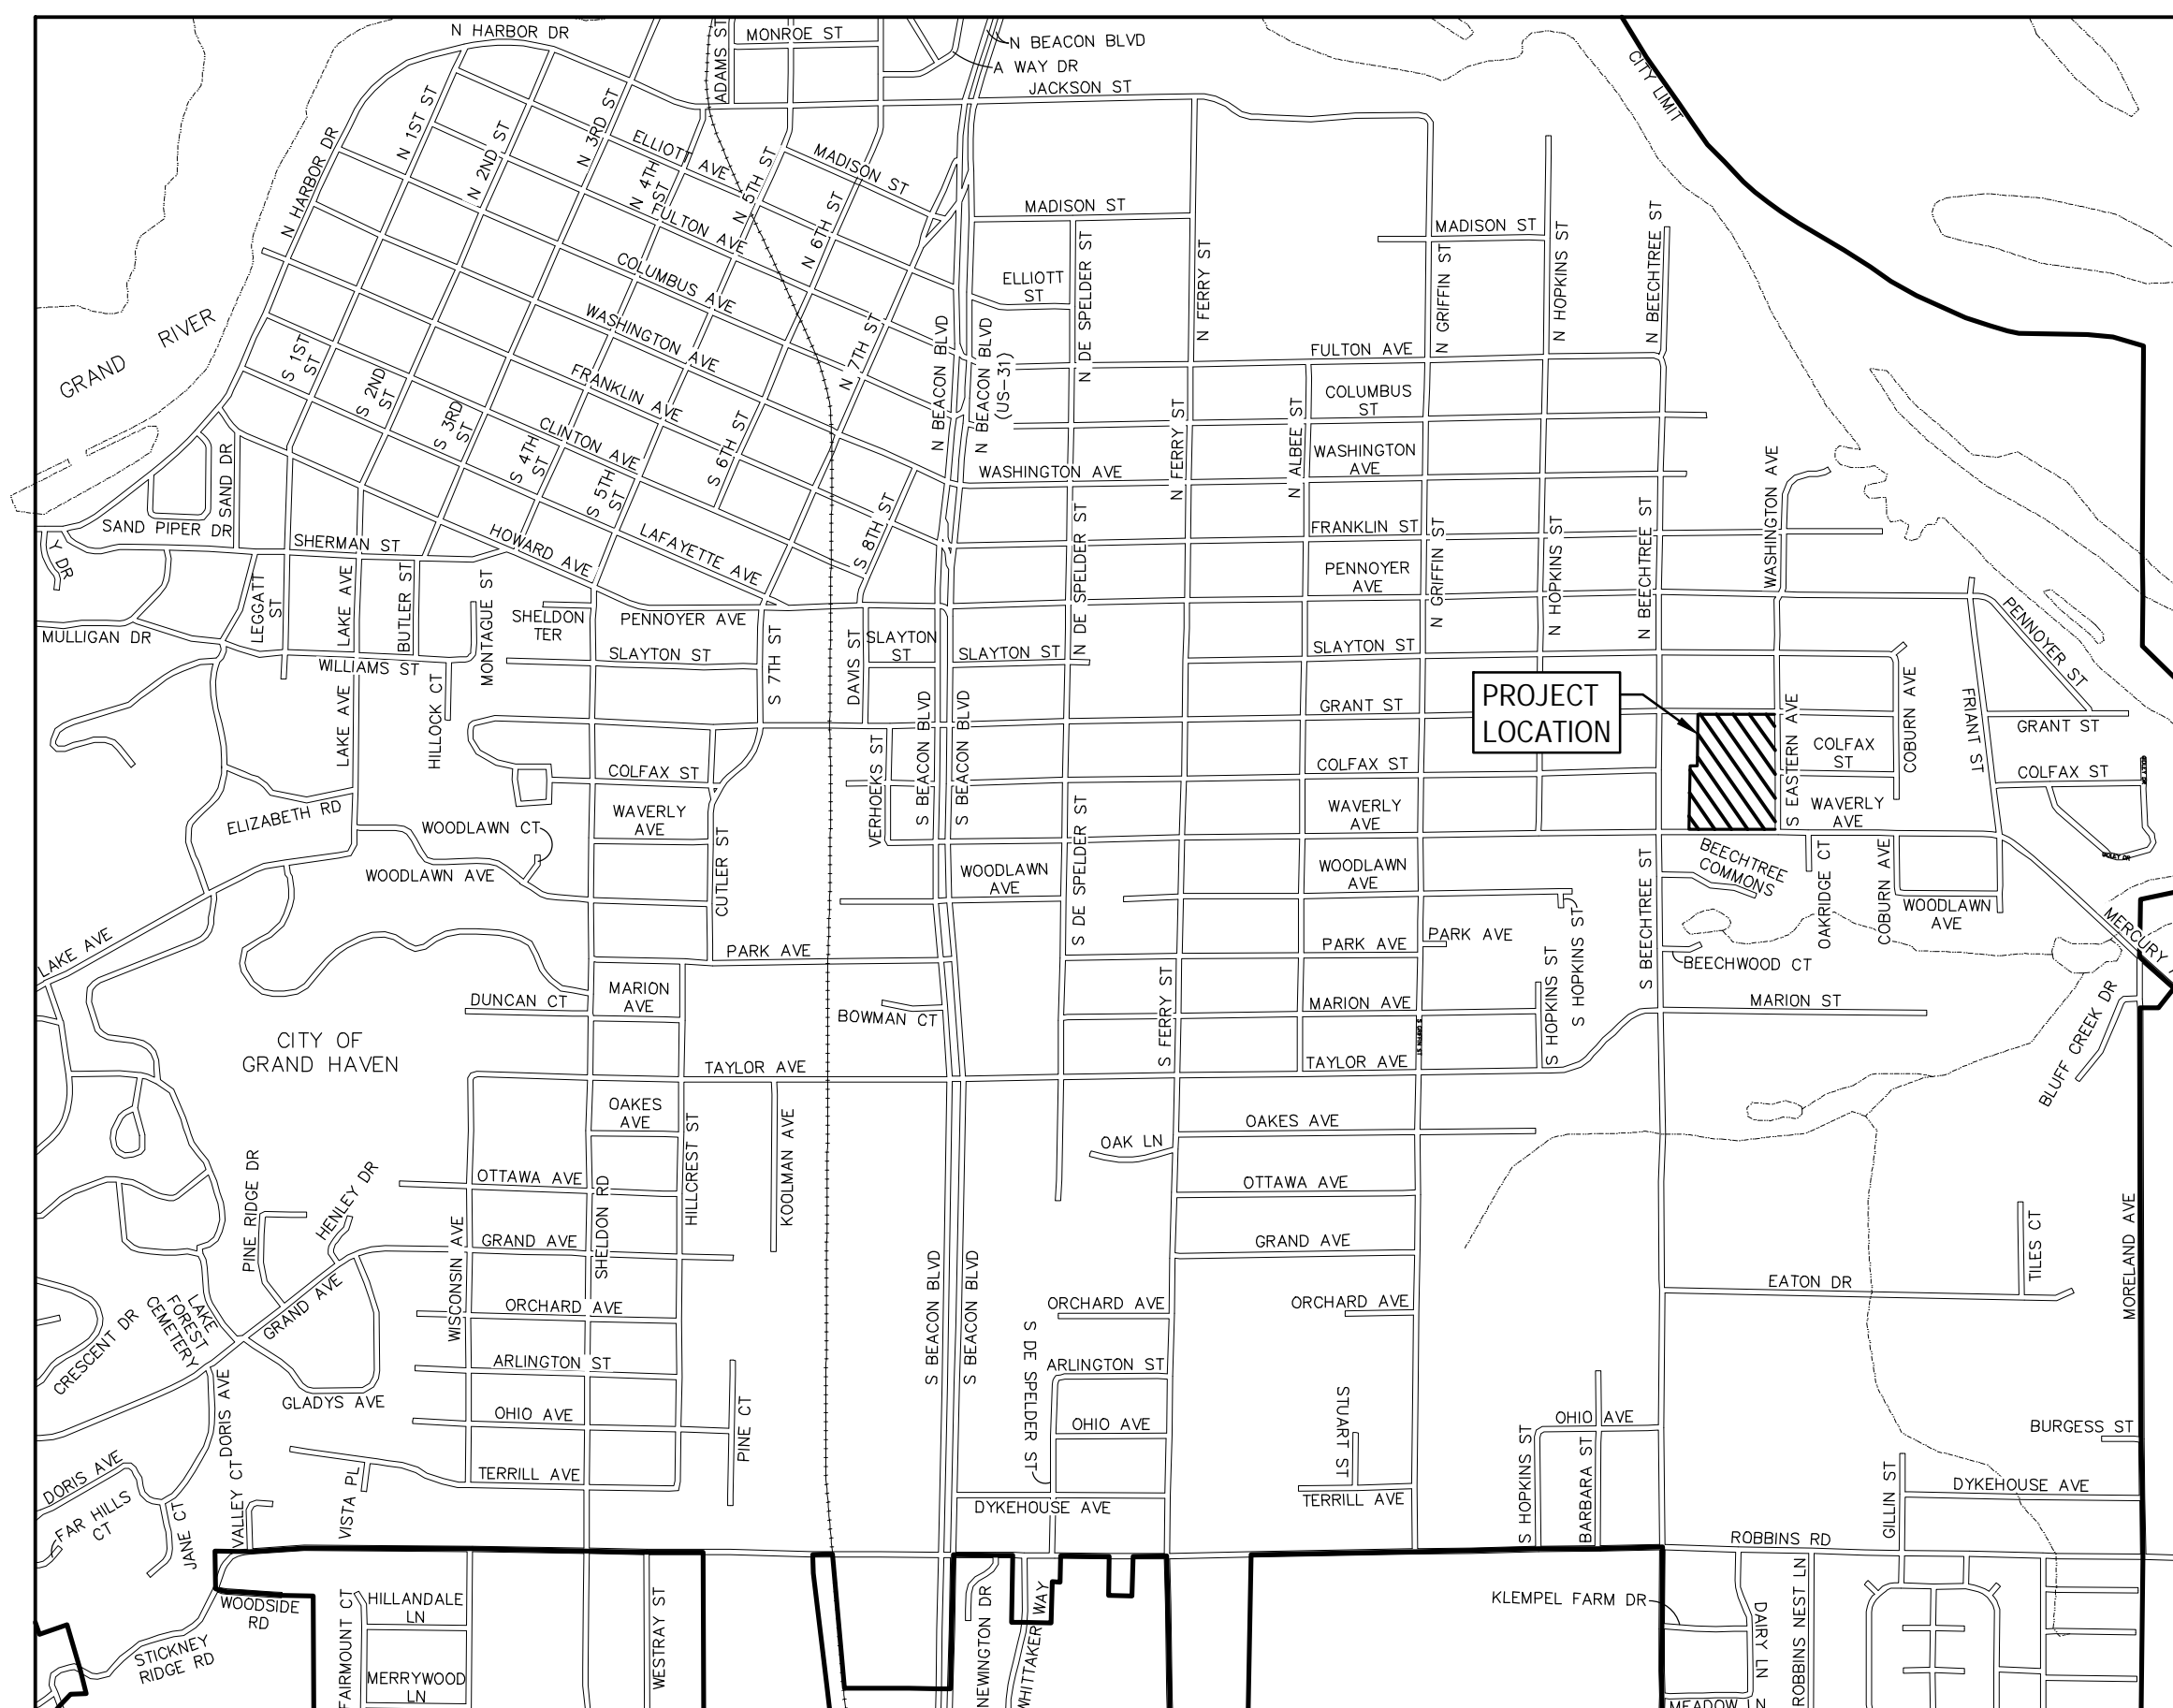 N HARBOR DR
ADAMS ST
MONROE ST
N BEACON BLVD
A WAY DR
JACKSON ST
CITY LIMIT
N HARBOR DR
N 1ST ST
N 2ND ST
N 3RD ST
ELLIOTT AVE
N 4TH
ST
N 5TH ST
MADISON ST
N 6TH ST
FULTON AVE
COLUMBUS AVE
WASHINGTON AVE
N 7TH ST
MADISON ST
MADISON ST
ELLIOTT
ST
N DE SPELDER ST
N FERRY ST
N GRIFFIN ST
N HOPKINS ST
N BEECHTREE ST
GRAND RIVER
S 1ST
ST
S 2ND
ST
S 3RD
ST
S 4TH
ST
S 5TH
ST
FRANKLIN AVE
CLINTON AVE
S 6TH ST
N BEACON BLVD
N BEACON BLVD
(US-31)
FULTON AVE
COLUMBUS
ST
N FERRY ST
N ALBEE ST
WASHINGTON
AVE
WASHINGTON AVE
WASHINGTON AVE
SAND DR
SAND PIPER DR
SHERMAN ST
HOWARD AVE
LAFAYETTE AVE
S 8TH ST
N DE SPELDER ST
FRANKLIN ST
N GRIFFIN ST
N HOPKINS ST
N BEECHTREE ST
Y DR
LEGGATT
ST
LAKE AVE
BUTLER ST
MONTAGUE ST
SHELDON
TER
PENNOYER AVE
PENNOYER
AVE
PENNOYER ST
MULLIGAN DR
WILLIAMS ST
SLAYTON ST
S 7TH ST
DAVIS ST
SLAYTON
ST
SLAYTON ST
SLAYTON ST
LAKE AVE
HILLOCK CT
S BEACON BLVD
S BEACON BLVD
GRANT ST
PROJECT
LOCATION
S EASTERN AVE
COBURN AVE
FRIANT ST
GRANT ST
COLFAX ST
VERHOEKS ST
COLFAX ST
COLFAX
ST
COLFAX ST
ELIZABETH RD
WOODLAWN CT
WAVERLY
AVE
CUTLER ST
S DE SPELDER ST
WAVERLY
AVE
WAVERLY
AVE
WOODLAWN AVE
WOODLAWN
AVE
WOODLAWN
AVE
S BEECHTREE ST
BEECHTREE
COMMONS
OAKRIDGE CT
COBURN AVE
WOODLAWN
AVE
LAKE AVE
PARK AVE
PARK AVE
PARK AVE
S HOPKINS ST
S HOPKINS ST
BEECHWOOD CT
MERCURY
DUNCAN CT
MARION
AVE
BOWMAN CT
S FERRY ST
MARION AVE
MARION ST
BLUFF CREEK DR
CITY OF
GRAND HAVEN
TAYLOR AVE
TAYLOR AVE
S GRIFFIN ST
OAKES
AVE
HILLCREST ST
KOOLMAN AVE
OAK LN
OAKES AVE
PINE RIDGE DR
HENLEY DR
OTTAWA AVE
SHELDON RD
OTTAWA AVE
WISCONSIN AVE
GRAND AVE
GRAND AVE
GRAND AVE
TILES CT
MORELAND AVE
EATON DR
LAKE
FOREST
CEMETERY
CRESCENT DR
ORCHARD AVE
S BEACON BLVD
S BEACON BLVD
ORCHARD AVE
ORCHARD AVE
S DE SPELDER ST
ARLINGTON ST
ARLINGTON ST
GLADYS AVE
DORIS AVE
OHIO AVE
PINE CT
OHIO AVE
STUART ST
OHIO AVE
BURGESS ST
DORIS AVE
FAR HILLS
CT
JANE CT
VALLEY CT
VISTA PL
TERRILL AVE
DYKEHOUSE AVE
TERRILL AVE
S HOPKINS ST
BARBARA ST
GILLIN ST
DYKEHOUSE AVE
ROBBINS RD
WOODSIDE
RD
STICKNEY
RIDGE RD
FAIRMOUNT CT
HILLANDALE
LN
MERRYWOOD
LN
WESTRAY ST
NEWINGTON DR
WHITTAKER WAY
KLEMPEL FARM DR
DAIRY LN
ROBBINS NEST LN
MEADOW LN